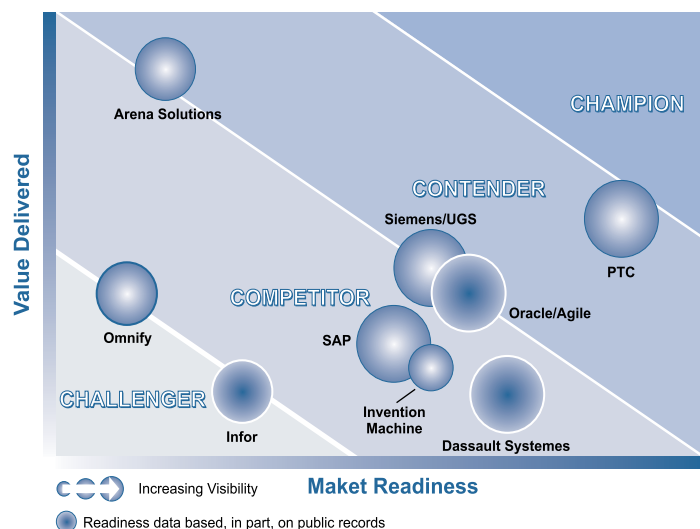 CHAMPION
Arena Solutions
CONTENDER
Siemens/UGS
PTC
Value Delivered
COMPETITOR
Oracle/Agile
Omnify
SAP
CHALLENGER
Invention
Machine
Infor
Dassault Systemes
Increasing Visibility
Maket Readiness
Readiness data based, in part, on public records